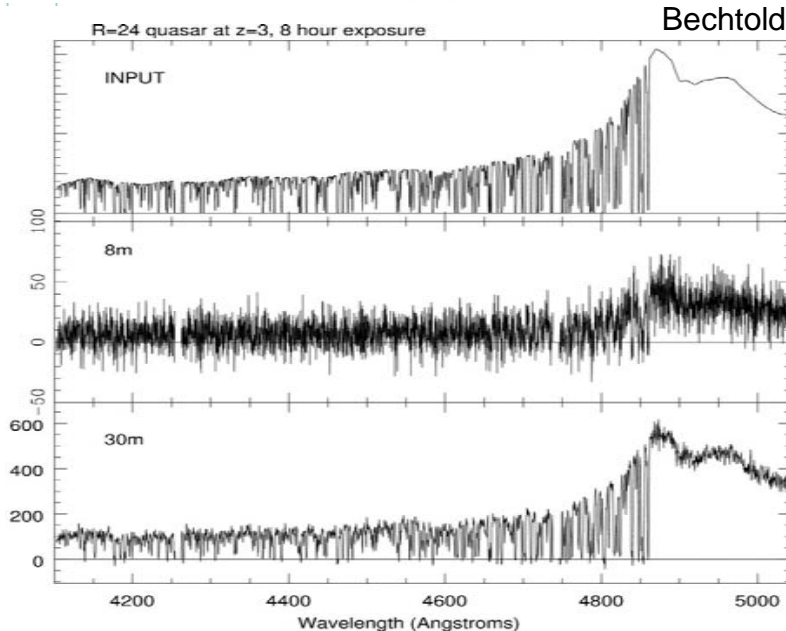 Bechtold
R=24 quasar at z=3, 8 hour exposure
INPUT
100
8m
50
0
-50
600
30m
400
200
0
4200 4400 4600 4800 5000
Wavelength (Angstroms)